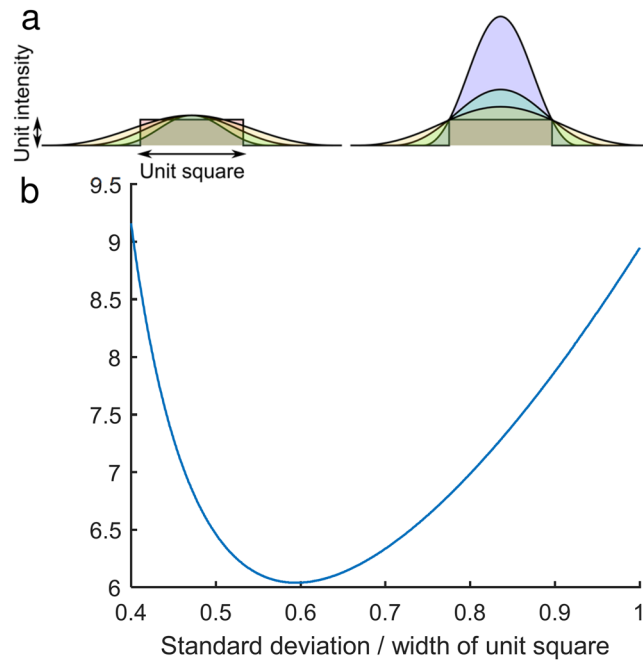 a
Unit intensity
Unit square
b
9.5
9
8.5
8
7.5
7
6.5
6
0.4 0.5 0.6 0.7 0.8 0.9 1
Standard deviation / width of unit square